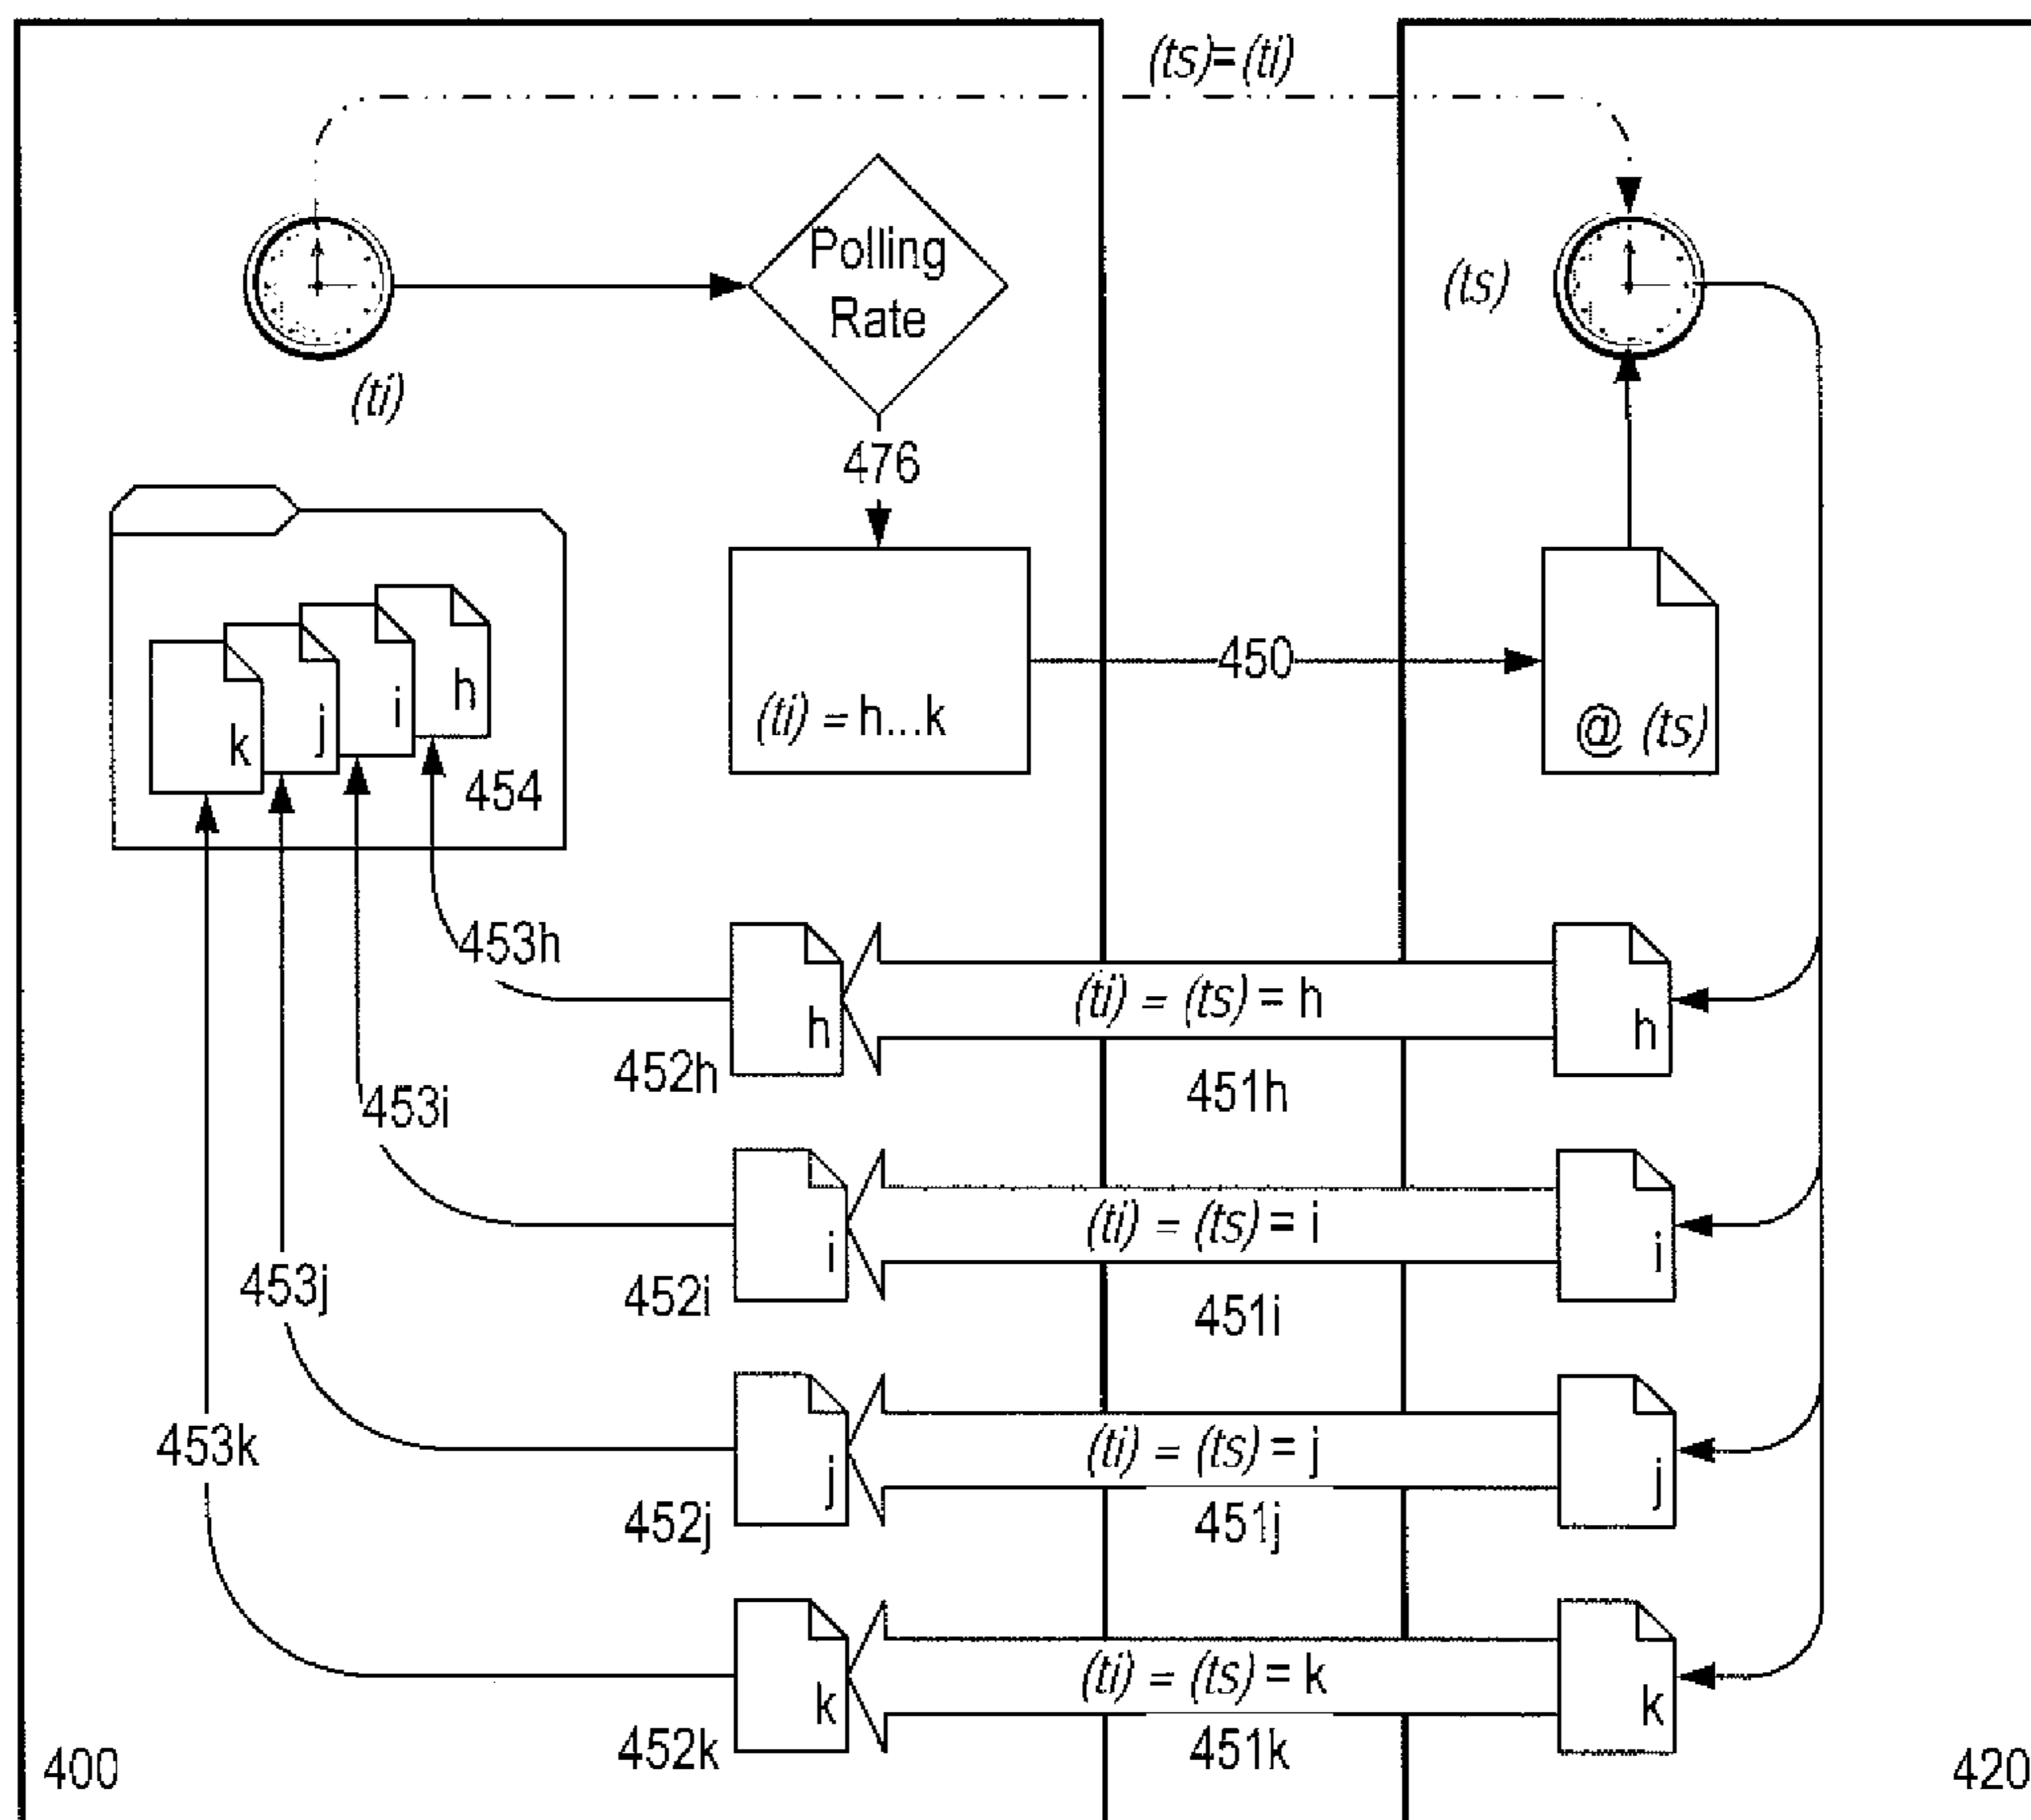 (ts)=(ti)
Polling
Rate
(ts)
(ti)
476
h
i
j
k
454
(ti) = h...k
450
@ (ts)
453h
h
(ti) = (ts) = h
h
452h
451h
453i
i
(ti) = (ts) = i
i
452i
451i
453j
j
(ti) = (ts) = j
j
452j
451j
453k
k
(ti) = (ts) = k
k
452k
451k
400
420